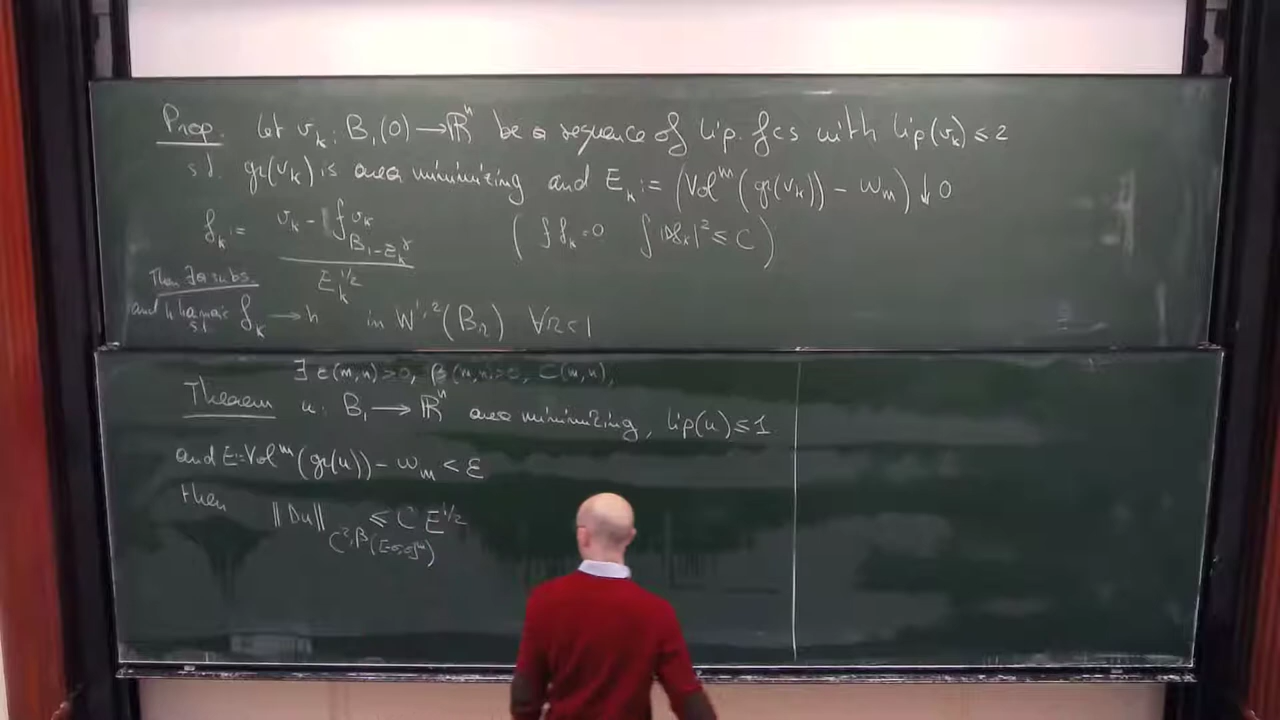 Prop. Let v_k : B_1(0) → ℝ^n be a sequence of Lip. fcs with Lip(v_k) ≤ 2
s.t. gr(v_k) is area minimizing and E_k := (Vol^m(gr(v_k)) - ω_m) ↓ 0
f_k := (v_k - ⨍_{B_{1-E_k^γ}} v_k) / E_k^{1/2} ( ⨍ f_k = 0 ∫ |Df_k|² ≤ C )
Then ∃ a subs.
and h harmonic s.t. f_k → h in W^{1,2}(B_r) ∀ r < 1
∃ ε(m,n) > 0, β(m,n) > 0, C(m,n),
Theorem u : B_1 → ℝ^n area minimizing, Lip(u) ≤ 1
and E := Vol^m(gr(u)) - ω_m < ε
then ‖Du‖_{C^{2,β}([-σ,σ]^m)} ≤ C E^{1/2}